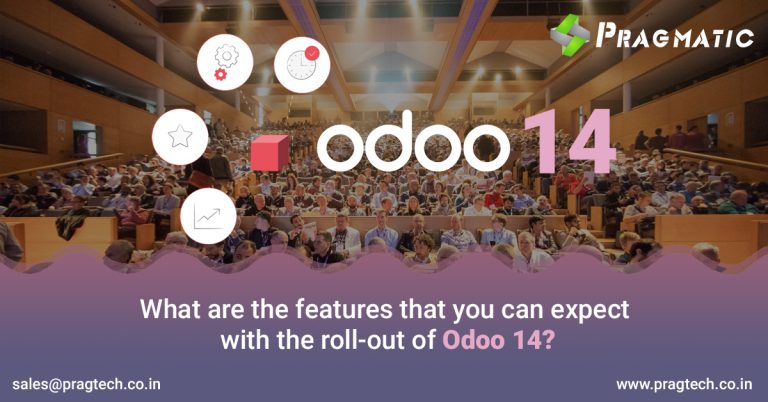 PRAGMATIC
odoo 14
What are the features that you can expect
with the roll-out of Odoo 14?
sales@pragtech.co.in
www.pragtech.co.in